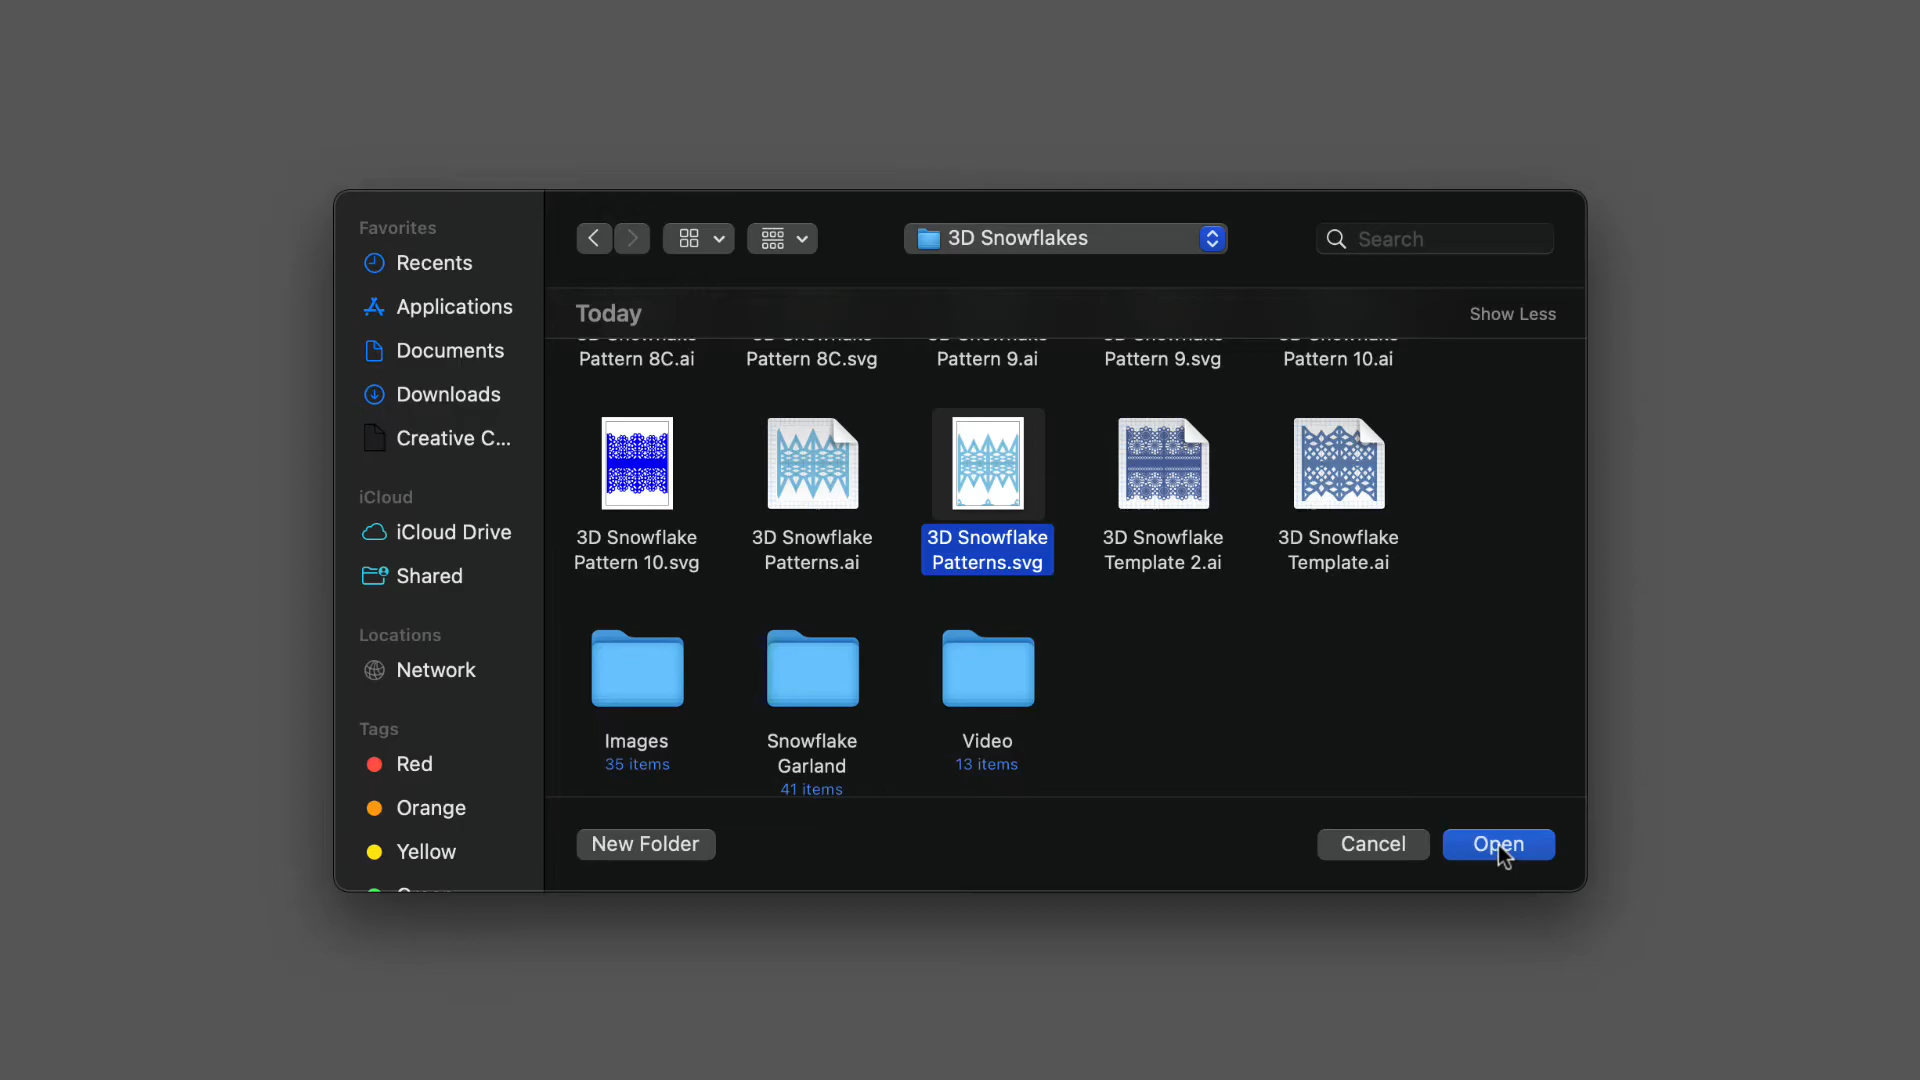 Favorites
Recents
Applications
Documents
Downloads
Creative C...
iCloud
iCloud Drive
Shared
Locations
Network
Tags
Red
Orange
Yellow
3D Snowflakes
Search
Today
Show Less
Pattern 8C.ai
Pattern 8C.svg
Pattern 9.ai
Pattern 9.svg
Pattern 10.ai
3D Snowflake
Pattern 10.svg
3D Snowflake
Patterns.ai
3D Snowflake
Patterns.svg
3D Snowflake
Template 2.ai
3D Snowflake
Template.ai
Images
35 items
Snowflake
Garland
41 items
Video
13 items
New Folder
Cancel
Open